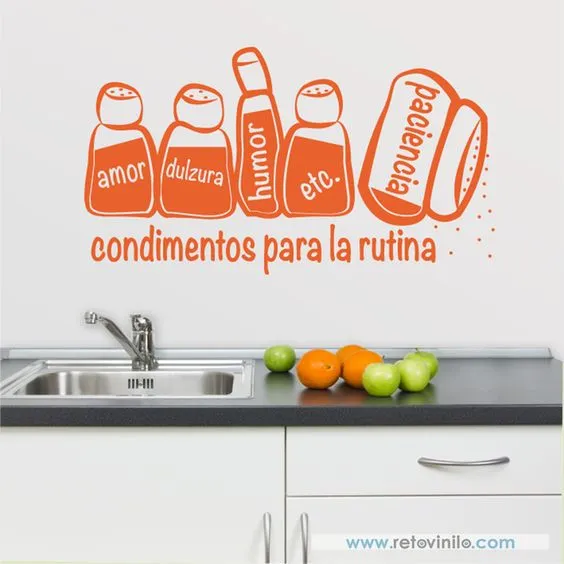 amor
dulzura
humor
etc.
paciencia
condimentos para la rutina
www.retovinilo.com